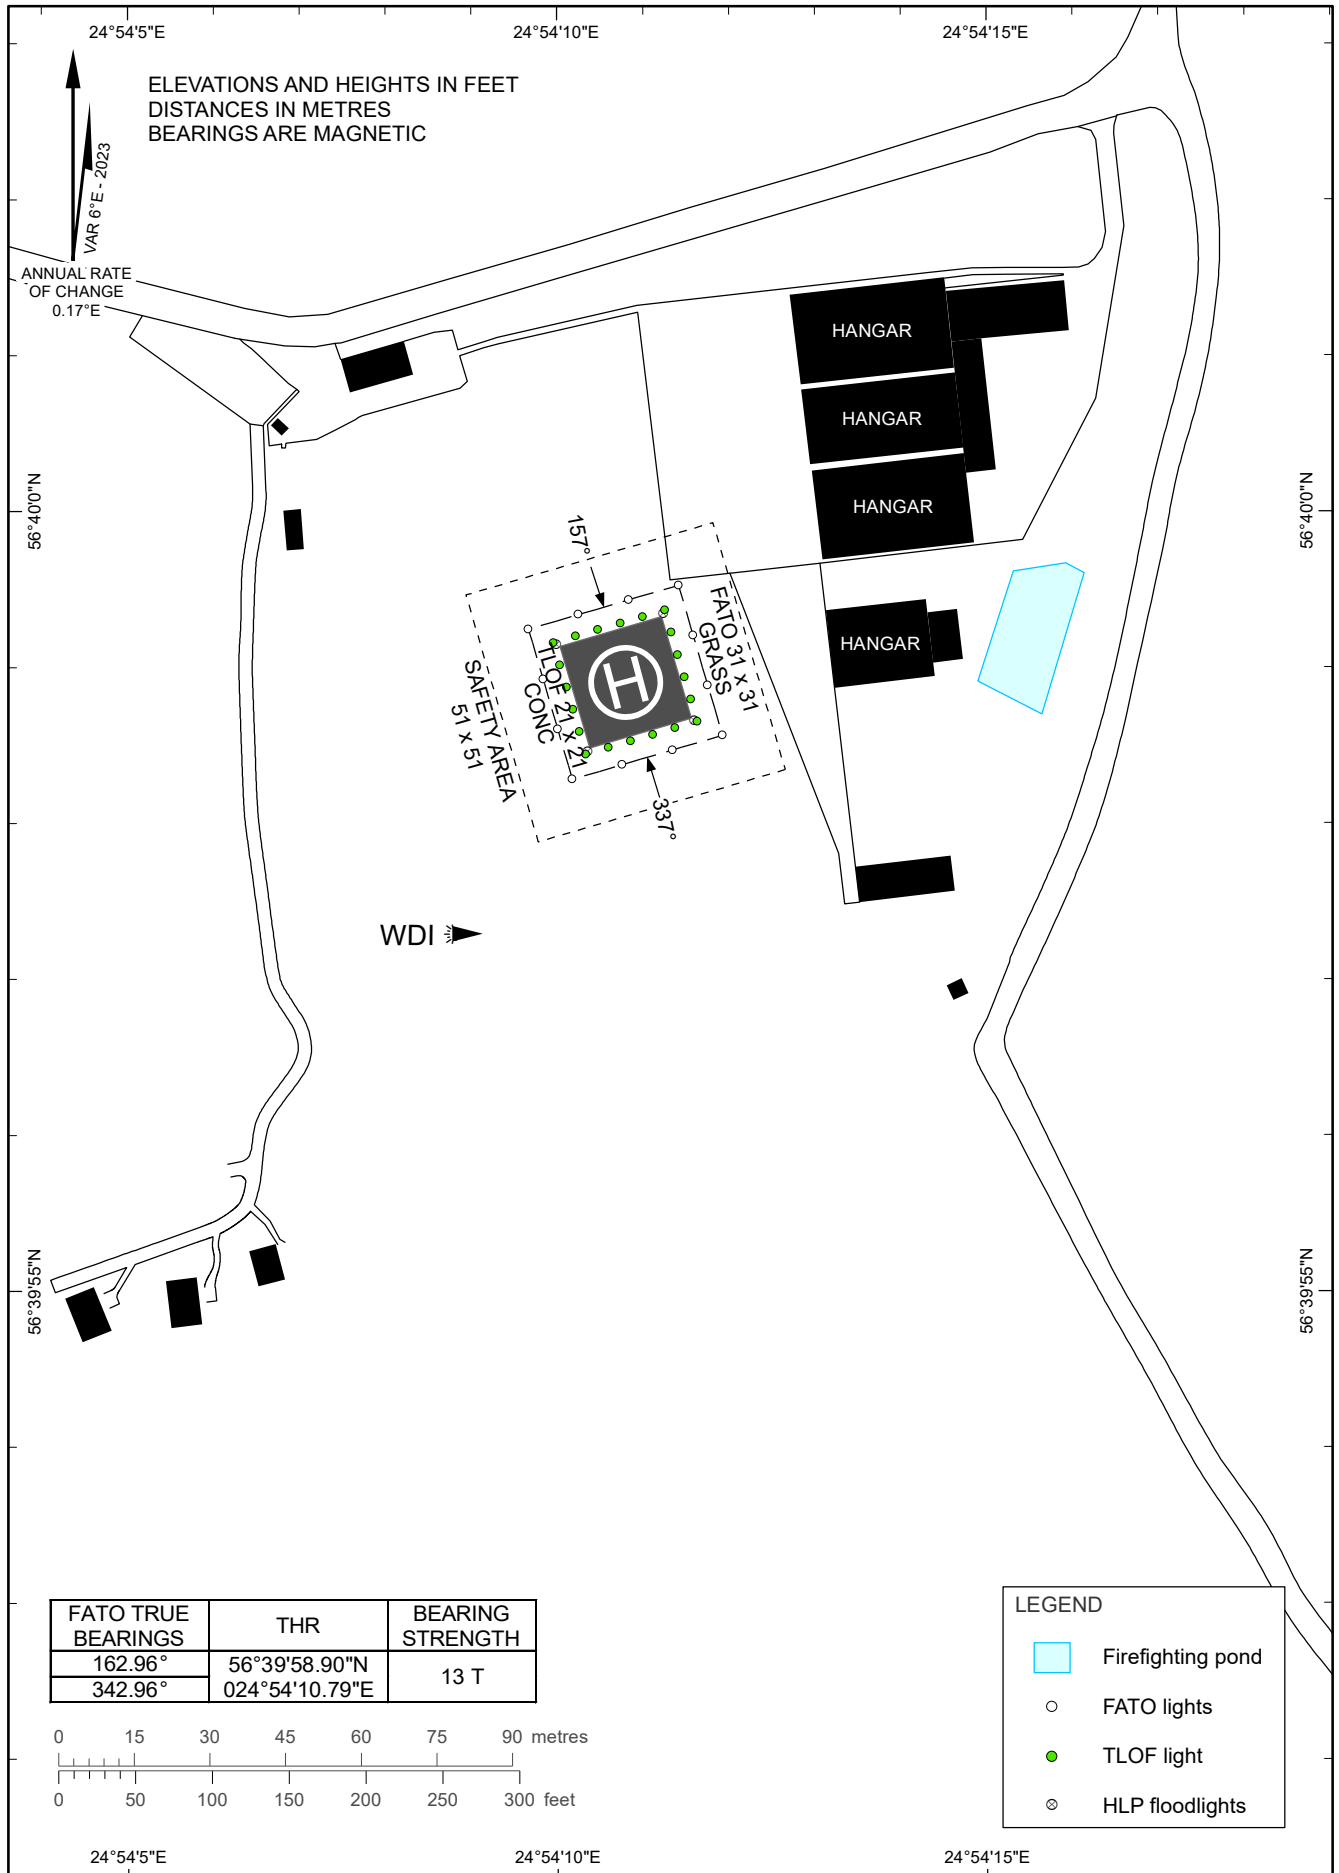 24°54'5"E
24°54'10"E
24°54'15"E
ELEVATIONS AND HEIGHTS IN FEET
DISTANCES IN METRES
BEARINGS ARE MAGNETIC
VAR 6°E - 2023
ANNUAL RATE
OF CHANGE
0.17°E
HANGAR
HANGAR
HANGAR
56°40'0"N
56°40'0"N
157°
FATO 31 x 31
GRASS
HANGAR
TLOF 21 x 21
CONC
SAFETY AREA
51 x 51
H
337°
WDI
56°39'55"N
56°39'55"N
FATO TRUE
BEARINGS
THR
BEARING
STRENGTH
162.96°
342.96°
56°39'58.90"N
024°54'10.79"E
13 T
0 15 30 45 60 75 90 metres
0 50 100 150 200 250 300 feet
LEGEND
Firefighting pond
FATO lights
TLOF light
HLP floodlights
24°54'5"E
24°54'10"E
24°54'15"E